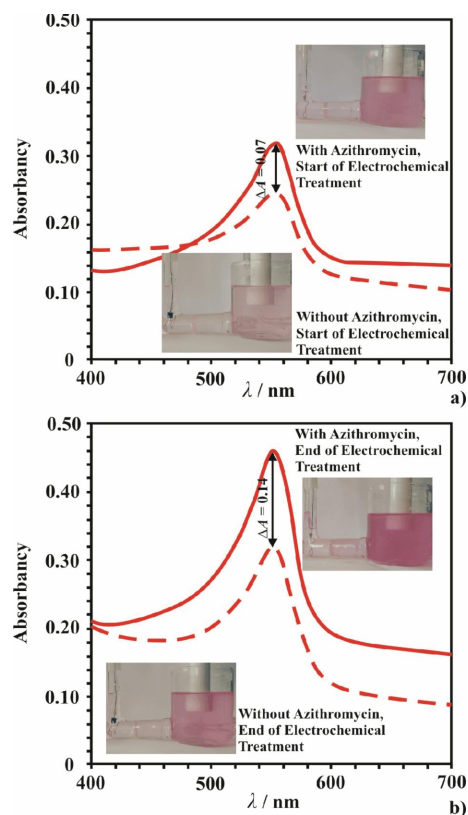 0.50
0.40
0.30
0.20
0.10
0
Absorbancy
ΔA = 0.07
With Azithromycin,
Start of Electrochemical
Treatment
Without Azithromycin,
Start of Electrochemical
Treatment
400
500
600
700
λ / nm
a)
0.50
0.40
0.30
0.20
0.10
0
Absorbancy
ΔA = 0.14
With Azithromycin,
End of Electrochemical
Treatment
Without Azithromycin,
End of Electrochemical
Treatment
400
500
600
700
λ / nm
b)